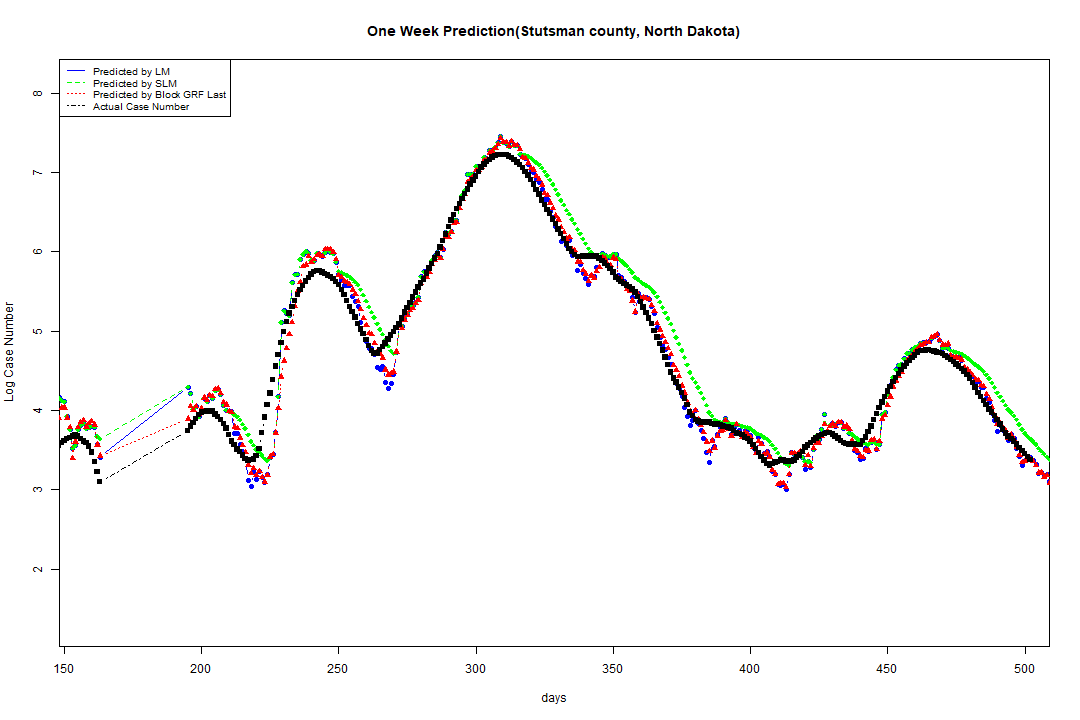 One Week Prediction(Stutsman county, North Dakota)
Predicted by LM
Predicted by SLM
Predicted by Block GRF Last
Actual Case Number
Log Case Number
8
7
6
5
4
3
2
150 200 250 300 350 400 450 500
days